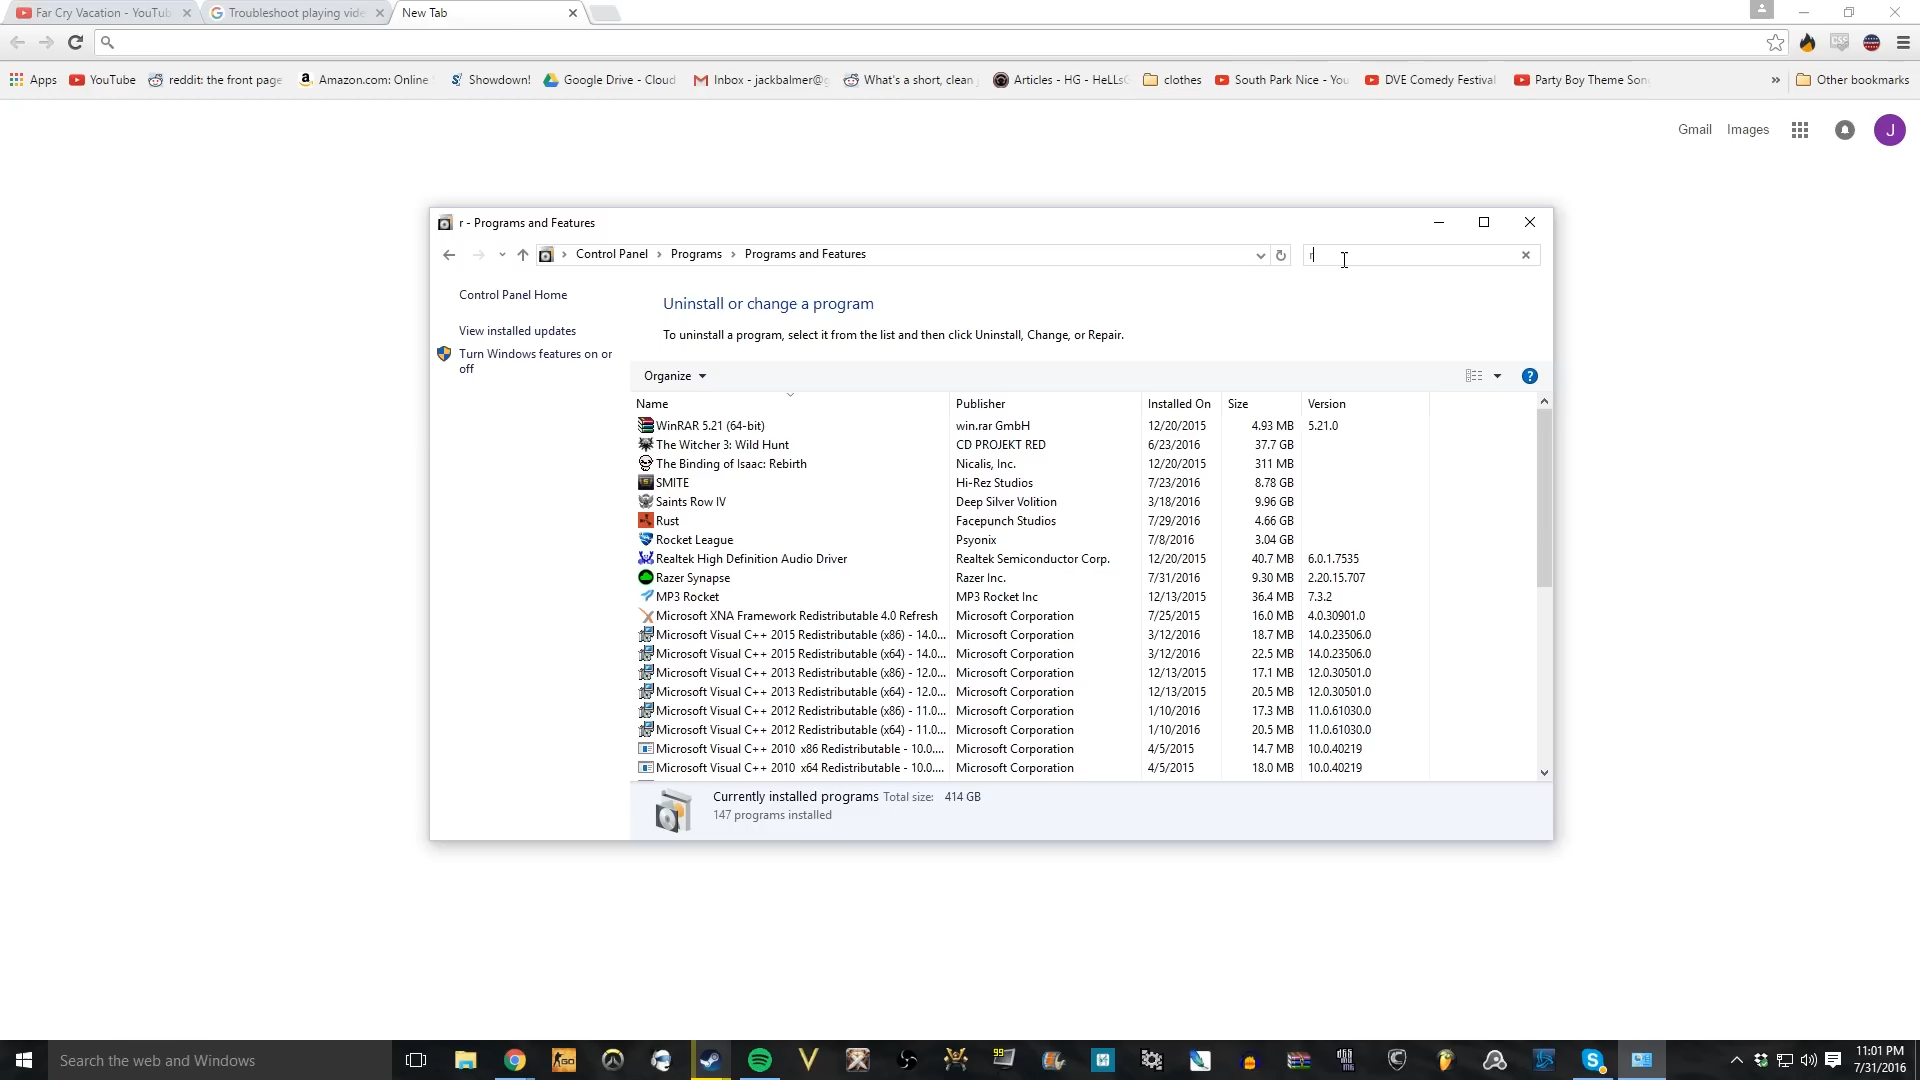 Far Cry Vacation - YouTub
Troubleshoot playing vide
New Tab
Apps
YouTube
reddit: the front page
Amazon.com: Online
Showdown!
Google Drive - Cloud
Inbox - jackbalmer@g
What's a short, clean
Articles - HG - HeLLsG
clothes
South Park Nice - You
DVE Comedy Festival
Party Boy Theme Son
»
Other bookmarks
Gmail
Images
J
r - Programs and Features
Control Panel > Programs > Programs and Features
r
Control Panel Home
View installed updates
Turn Windows features on or
off
Uninstall or change a program
To uninstall a program, select it from the list and then click Uninstall, Change, or Repair.
Organize
Name Publisher Installed On Size Version
WinRAR 5.21 (64-bit) win.rar GmbH 12/20/2015 4.93 MB 5.21.0
The Witcher 3: Wild Hunt CD PROJEKT RED 6/23/2016 37.7 GB
The Binding of Isaac: Rebirth Nicalis, Inc. 12/20/2015 311 MB
SMITE Hi-Rez Studios 7/23/2016 8.78 GB
Saints Row IV Deep Silver Volition 3/18/2016 9.96 GB
Rust Facepunch Studios 7/29/2016 4.66 GB
Rocket League Psyonix 7/8/2016 3.04 GB
Realtek High Definition Audio Driver Realtek Semiconductor Corp. 12/20/2015 40.7 MB 6.0.1.7535
Razer Synapse Razer Inc. 7/31/2016 9.30 MB 2.20.15.707
MP3 Rocket MP3 Rocket Inc 12/13/2015 36.4 MB 7.3.2
Microsoft XNA Framework Redistributable 4.0 Refresh Microsoft Corporation 7/25/2015 16.0 MB 4.0.30901.0
Microsoft Visual C++ 2015 Redistributable (x86) - 14.0... Microsoft Corporation 3/12/2016 18.7 MB 14.0.23506.0
Microsoft Visual C++ 2015 Redistributable (x64) - 14.0... Microsoft Corporation 3/12/2016 22.5 MB 14.0.23506.0
Microsoft Visual C++ 2013 Redistributable (x86) - 12.0... Microsoft Corporation 12/13/2015 17.1 MB 12.0.30501.0
Microsoft Visual C++ 2013 Redistributable (x64) - 12.0... Microsoft Corporation 12/13/2015 20.5 MB 12.0.30501.0
Microsoft Visual C++ 2012 Redistributable (x86) - 11.0... Microsoft Corporation 1/10/2016 17.3 MB 11.0.61030.0
Microsoft Visual C++ 2012 Redistributable (x64) - 11.0... Microsoft Corporation 1/10/2016 20.5 MB 11.0.61030.0
Microsoft Visual C++ 2010 x86 Redistributable - 10.0.... Microsoft Corporation 4/5/2015 14.7 MB 10.0.40219
Microsoft Visual C++ 2010 x64 Redistributable - 10.0.... Microsoft Corporation 4/5/2015 18.0 MB 10.0.40219
Currently installed programs Total size: 414 GB
147 programs installed
Search the web and Windows
11:01 PM
7/31/2016